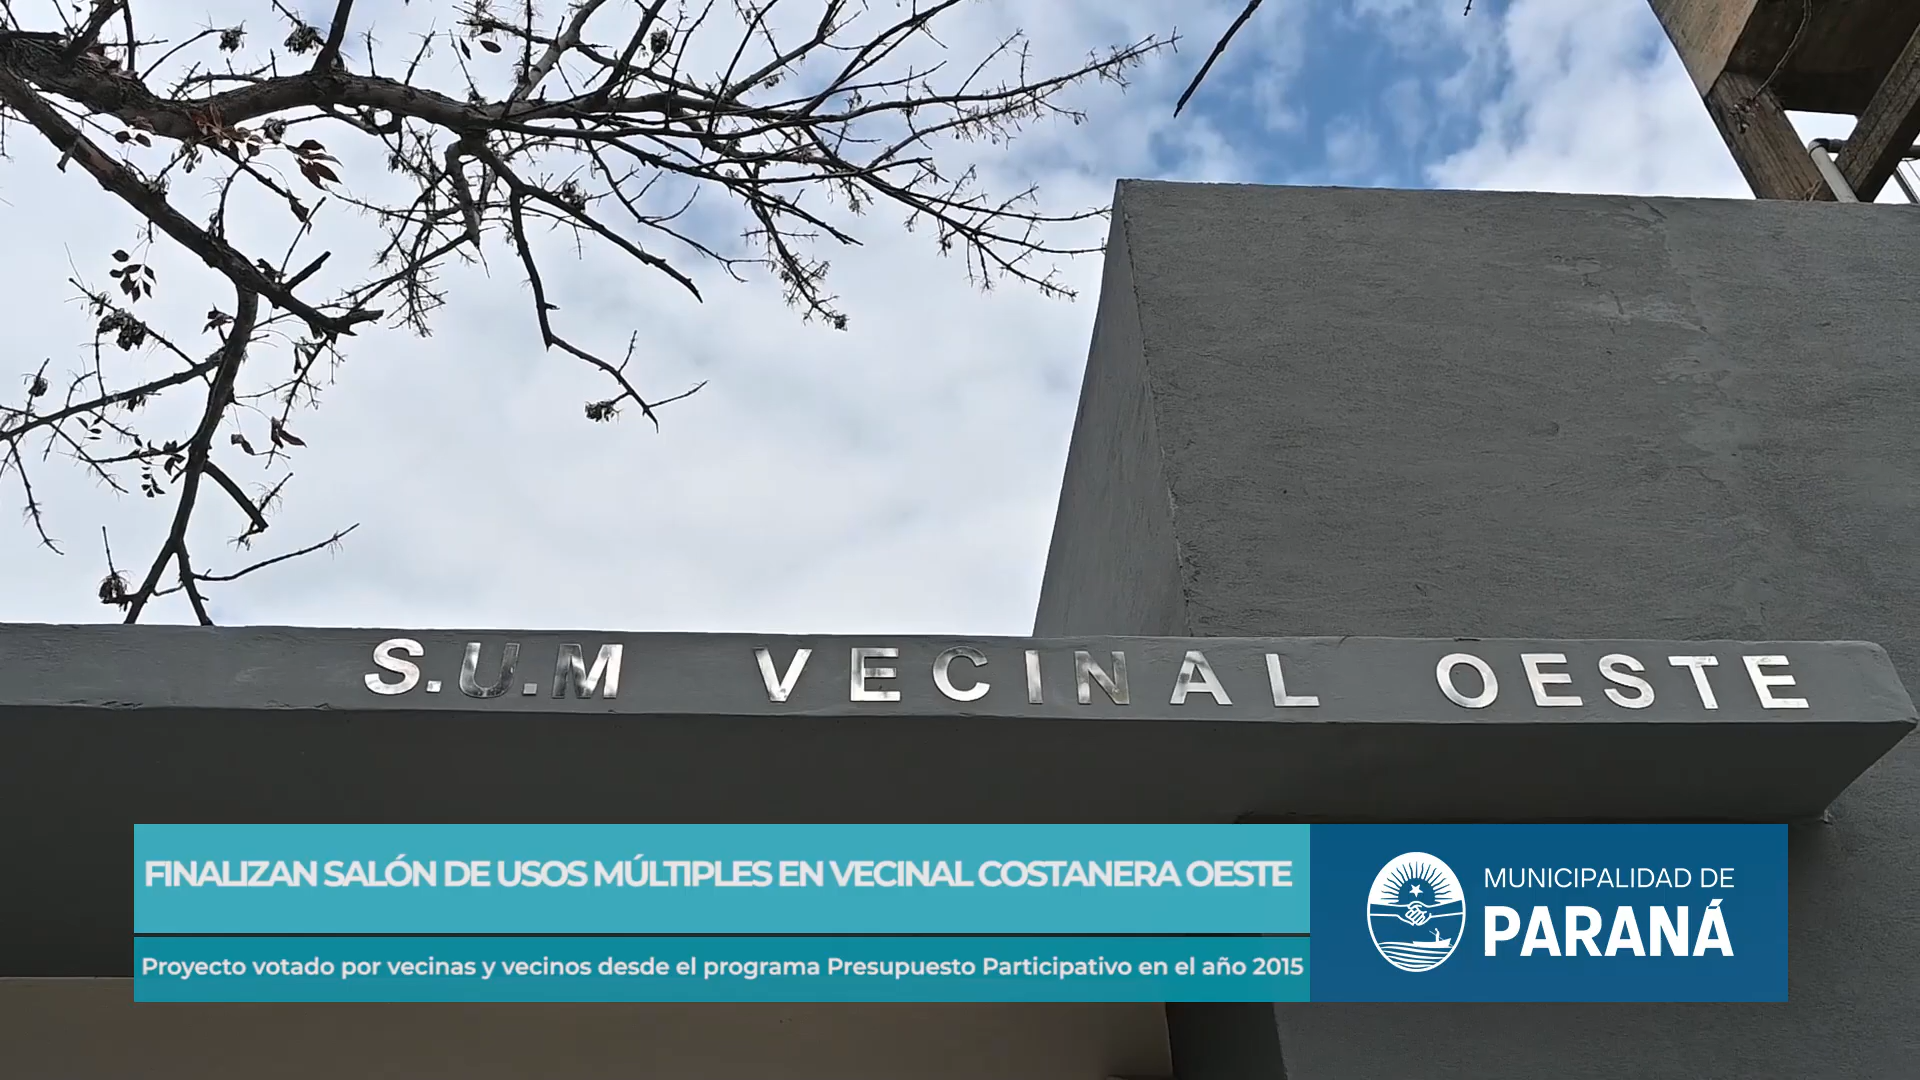 S.U.M VECINAL OESTE
FINALIZAN SALÓN DE USOS MÚLTIPLES EN VECINAL COSTANERA OESTE
Proyecto votado por vecinas y vecinos desde el programa Presupuesto Participativo en el año 2015
MUNICIPALIDAD DE
PARANÁ